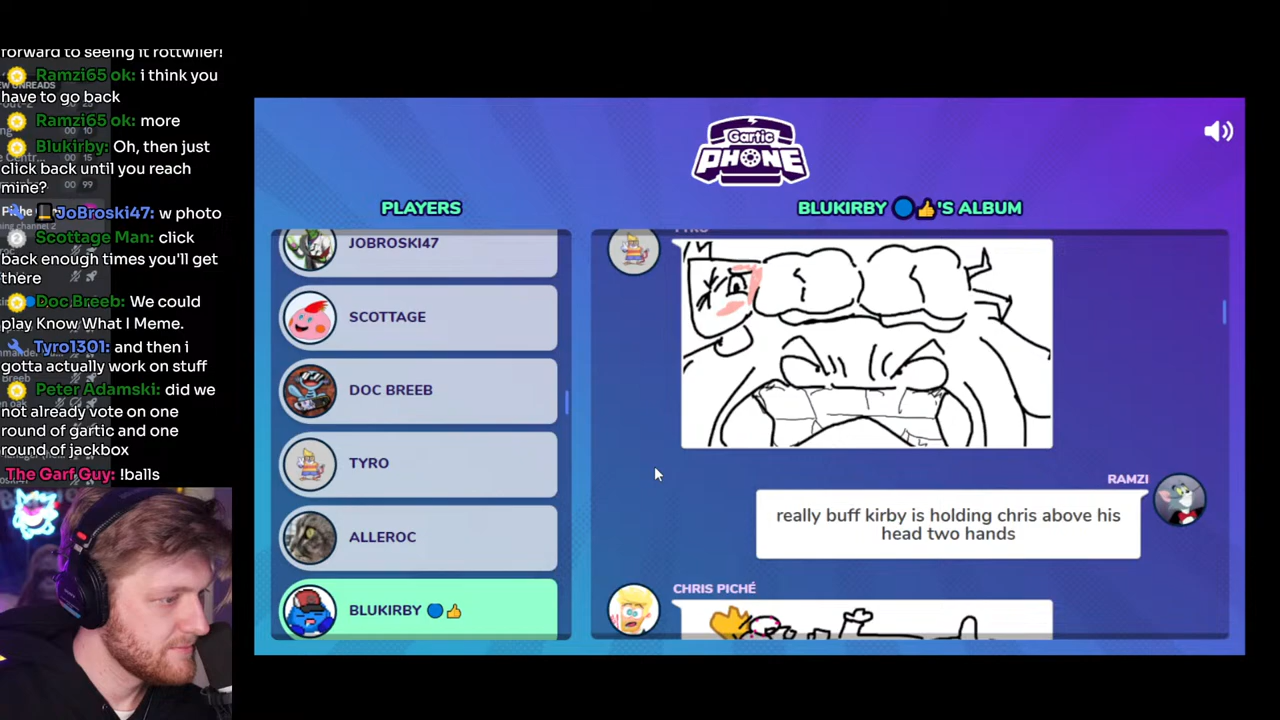 forward to seeing it rottwiler!
Ramzi65 ok: i think you
have to go back
Ramzi65 ok: more
Blukirby: Oh, then just
click back until you reach
mine?
JoBroski47: w photo
Scottage Man: click
back enough times you'll get
there
Doc Breeb: We could
play Know What I Meme.
Tyro1301: and then i
gotta actually work on stuff
Peter Adamski: did we
not already vote on one
round of gartic and one
round of jackbox
The Garf Guy: !balls
Gartic
PHONE
PLAYERS
JOBROSKI47
SCOTTAGE
DOC BREEB
TYRO
ALLEROC
BLUKIRBY 🔵👍
BLUKIRBY 🔵👍'S ALBUM
TYRO
RAMZI
really buff kirby is holding chris above his
head two hands
CHRIS PICHÉ